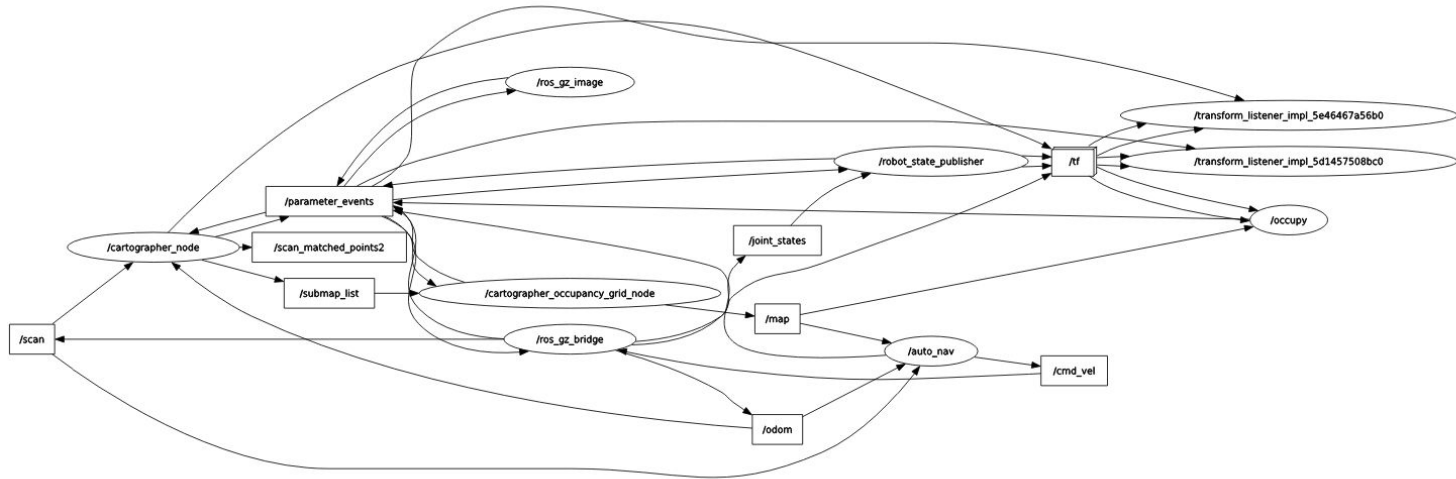 /ros_gz_image
/transform_listener_impl_5e46467a56b0
/robot_state_publisher
/tf
/transform_listener_impl_5d1457508bc0
/parameter_events
/occupy
/cartographer_node
/scan_matched_points2
/joint_states
/submap_list
/cartographer_occupancy_grid_node
/map
/scan
/ros_gz_bridge
/auto_nav
/cmd_vel
/odom